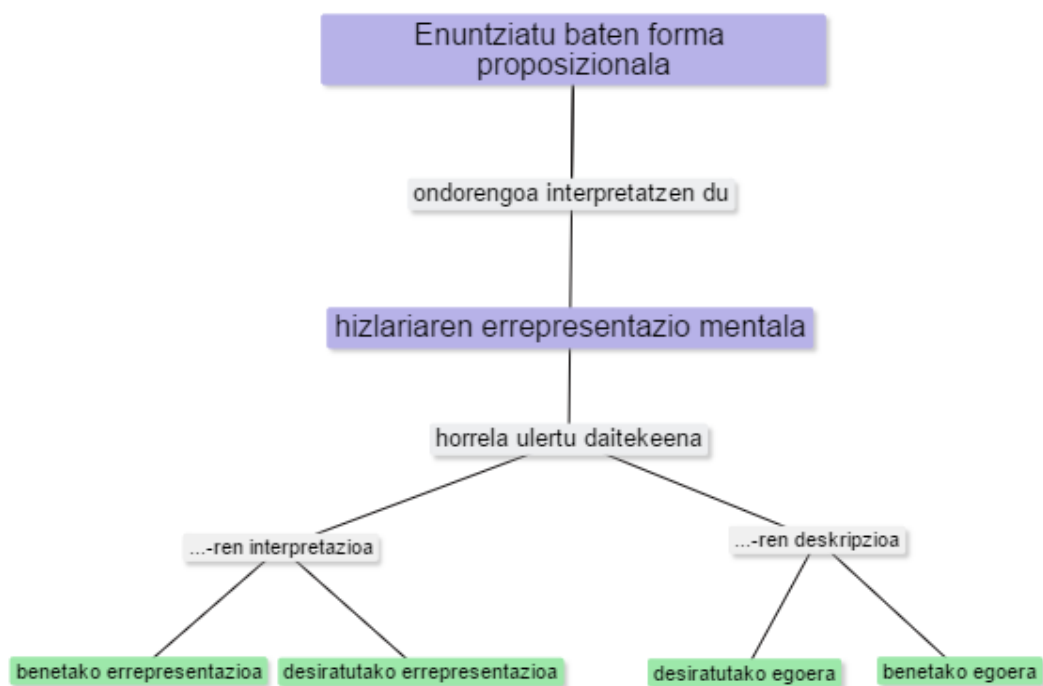 Enuntziatu baten forma
proposizionala
ondorengoa interpretatzen du
hizlariaren errepresentazio mentala
horrela ulertu daitekeena
...-ren interpretazioa
...-ren deskripzioa
benetako errepresentazioa
desiratutako errepresentazioa
desiratutako egoera
benetako egoera